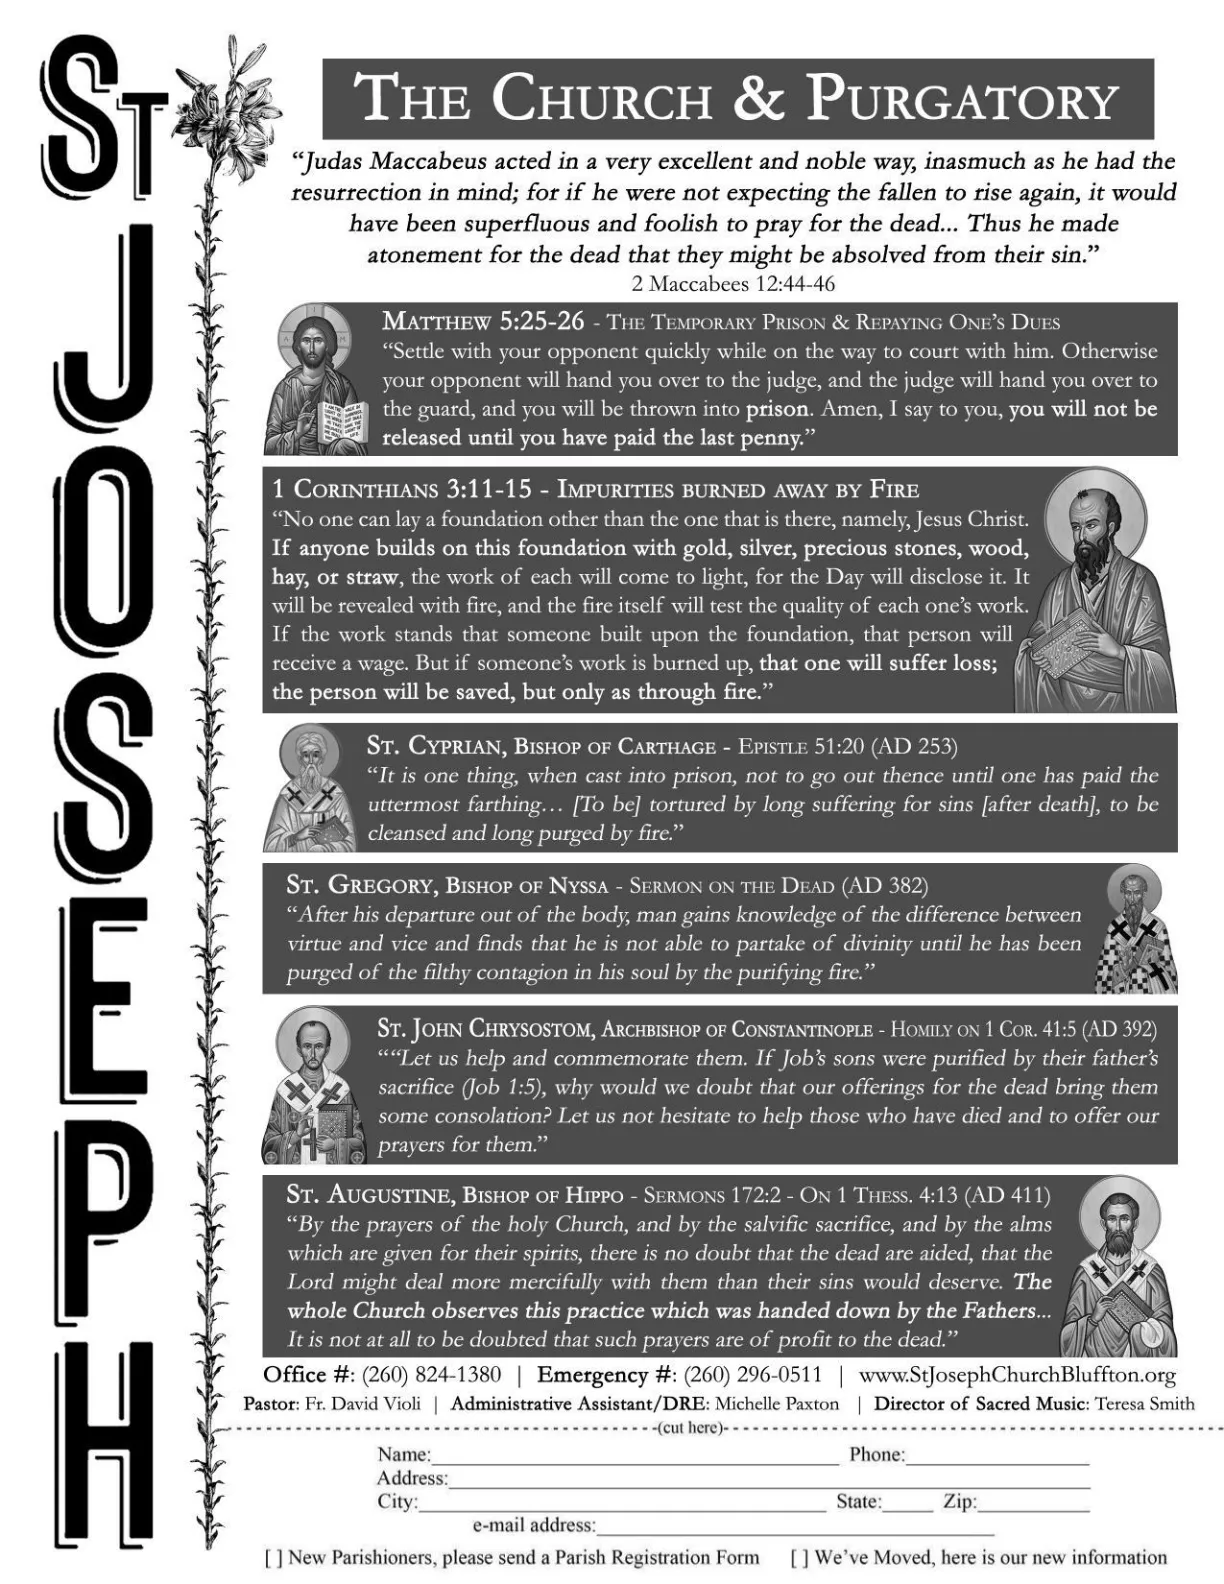 ST JOSEPH
THE CHURCH & PURGATORY
“Judas Maccabeus acted in a very excellent and noble way, inasmuch as he had the
resurrection in mind; for if he were not expecting the fallen to rise again, it would
have been superfluous and foolish to pray for the dead... Thus he made
atonement for the dead that they might be absolved from their sin.”
2 Maccabees 12:44-46
MATTHEW 5:25-26 - THE TEMPORARY PRISON & REPAYING ONE’S DUES
“Settle with your opponent quickly while on the way to court with him. Otherwise
your opponent will hand you over to the judge, and the judge will hand you over to
the guard, and you will be thrown into prison. Amen, I say to you, you will not be
released until you have paid the last penny.”
1 CORINTHIANS 3:11-15 - IMPURITIES BURNED AWAY BY FIRE
“No one can lay a foundation other than the one that is there, namely, Jesus Christ.
If anyone builds on this foundation with gold, silver, precious stones, wood,
hay, or straw, the work of each will come to light, for the Day will disclose it. It
will be revealed with fire, and the fire itself will test the quality of each one’s work.
If the work stands that someone built upon the foundation, that person will
receive a wage. But if someone’s work is burned up, that one will suffer loss;
the person will be saved, but only as through fire.”
ST. CYPRIAN, BISHOP OF CARTHAGE - EPISTLE 51:20 (AD 253)
“It is one thing, when cast into prison, not to go out thence until one has paid the
uttermost farthing… [To be] tortured by long suffering for sins [after death], to be
cleansed and long purged by fire.”
ST. GREGORY, BISHOP OF NYSSA - SERMON ON THE DEAD (AD 382)
“After his departure out of the body, man gains knowledge of the difference between
virtue and vice and finds that he is not able to partake of divinity until he has been
purged of the filthy contagion in his soul by the purifying fire.”
ST. JOHN CHRYSOSTOM, ARCHBISHOP OF CONSTANTINOPLE - HOMILY ON 1 COR. 41:5 (AD 392)
““Let us help and commemorate them. If Job’s sons were purified by their father’s
sacrifice (Job 1:5), why would we doubt that our offerings for the dead bring them
some consolation? Let us not hesitate to help those who have died and to offer our
prayers for them.”
ST. AUGUSTINE, BISHOP OF HIPPO - SERMONS 172:2 - ON 1 THESS. 4:13 (AD 411)
“By the prayers of the holy Church, and by the salvific sacrifice, and by the alms
which are given for their spirits, there is no doubt that the dead are aided, that the
Lord might deal more mercifully with them than their sins would deserve. The
whole Church observes this practice which was handed down by the Fathers...
It is not at all to be doubted that such prayers are of profit to the dead.”
Office #: (260) 824-1380 | Emergency #: (260) 296-0511 | www.StJosephChurchBluffton.org
Pastor: Fr. David Violi | Administrative Assistant/DRE: Michelle Paxton | Director of Sacred Music: Teresa Smith
(cut here)
Name: Phone:
Address:
City: State: Zip:
e-mail address:
[ ] New Parishioners, please send a Parish Registration Form [ ] We’ve Moved, here is our new information